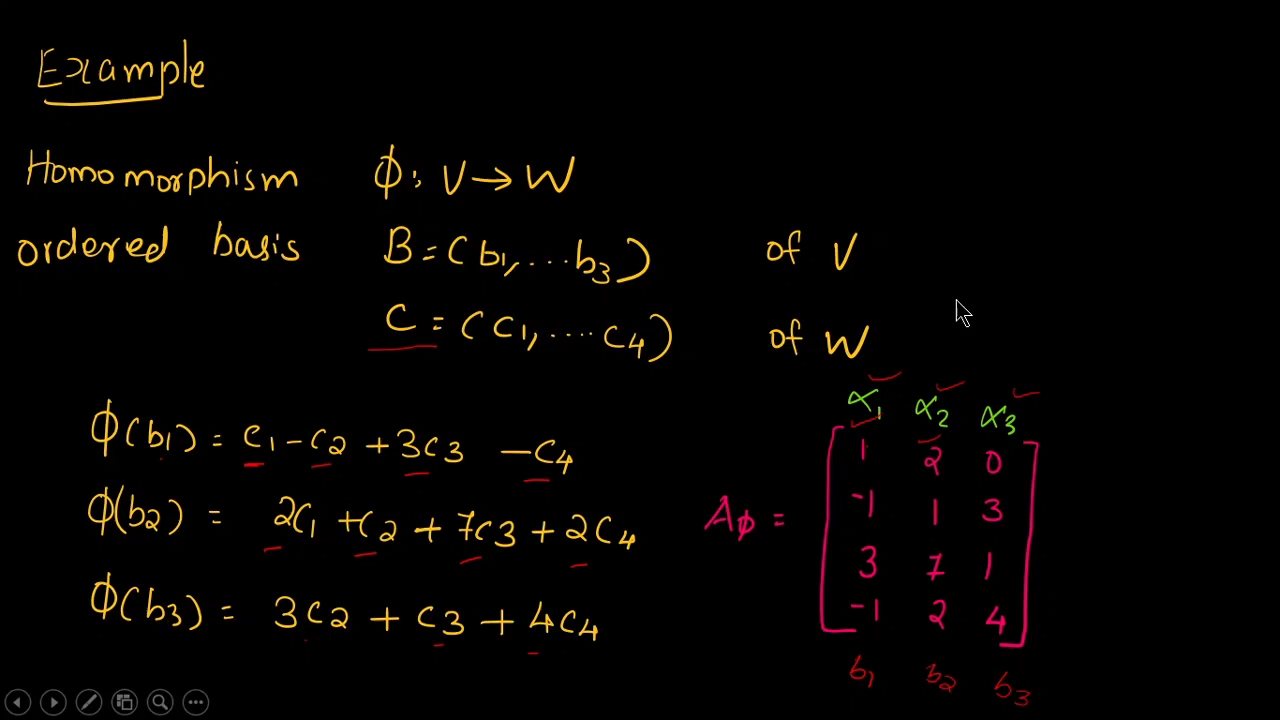 Example
Homomorphism ϕ: V → W
ordered basis B = (b1, ... b3) of V
C = (c1, .... c4) of W
ϕ(b1) = c1 - c2 + 3c3 - c4
ϕ(b2) = 2c1 + c2 + 7c3 + 2c4
ϕ(b3) = 3c2 + c3 + 4c4
α1 α2 α3
Aϕ =
1 2 0
-1 1 3
3 7 1
-1 2 4
b1 b2 b3